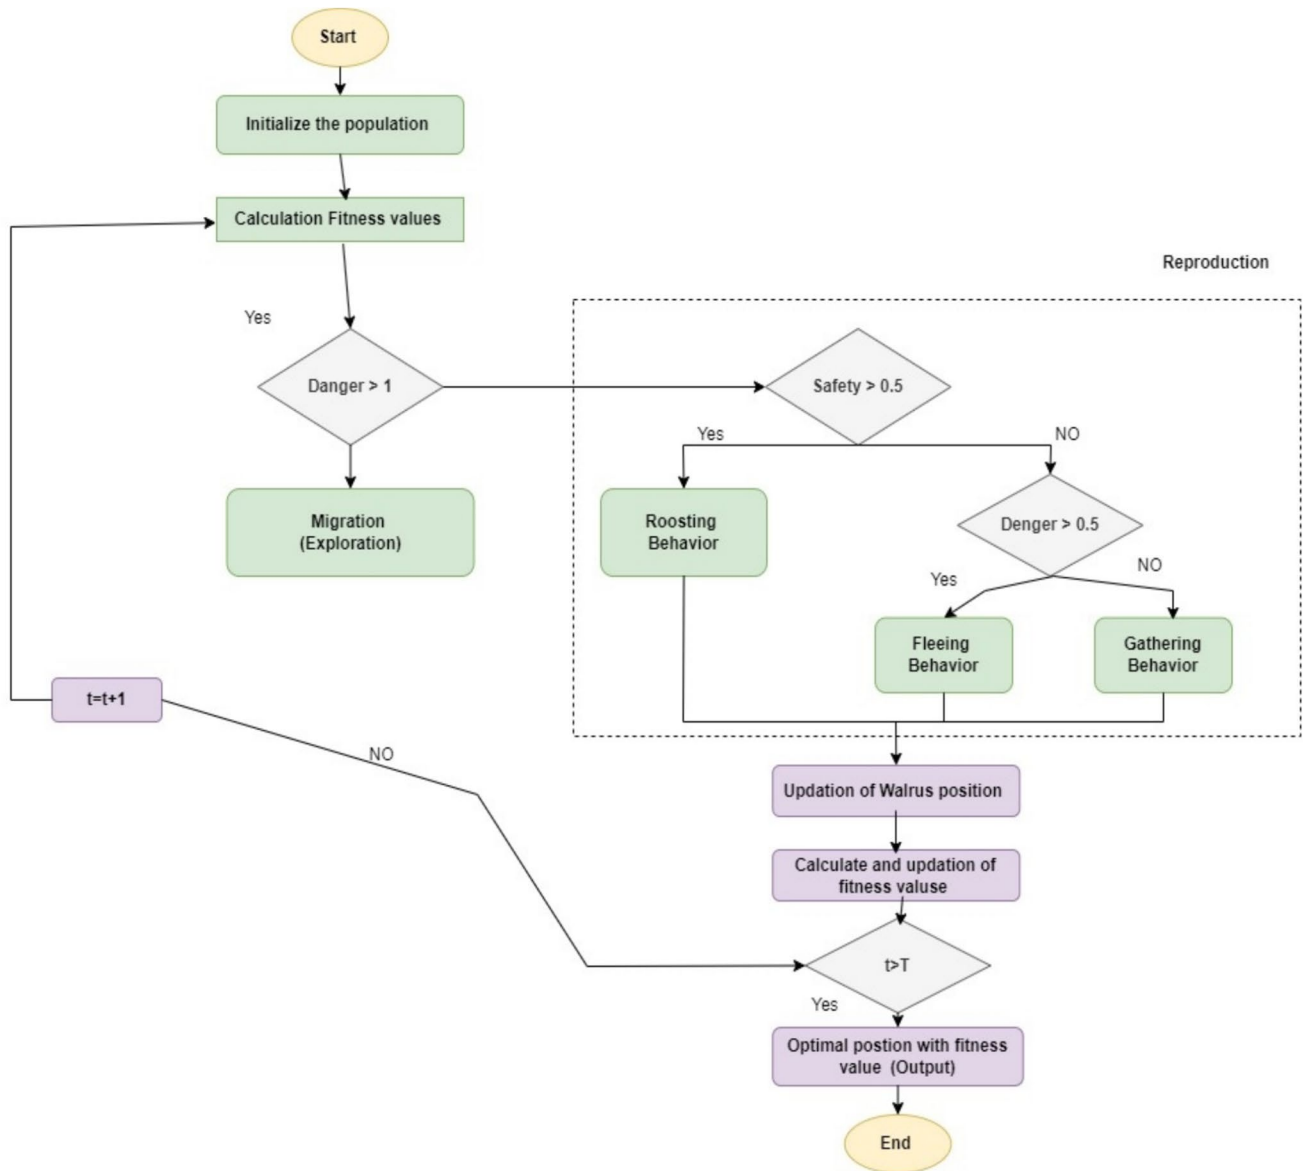 Start
Initialize the population
Calculation Fitness values
Reproduction
Yes
Danger > 1
Safety > 0.5
Yes
NO
Migration
(Exploration)
Roosting
Behavior
Denger > 0.5
Yes
NO
Fleeing
Behavior
Gathering
Behavior
t=t+1
NO
Updation of Walrus position
Calculate and updation of
fitness valuse
t>T
Yes
Optimal postion with fitness
value (Output)
End